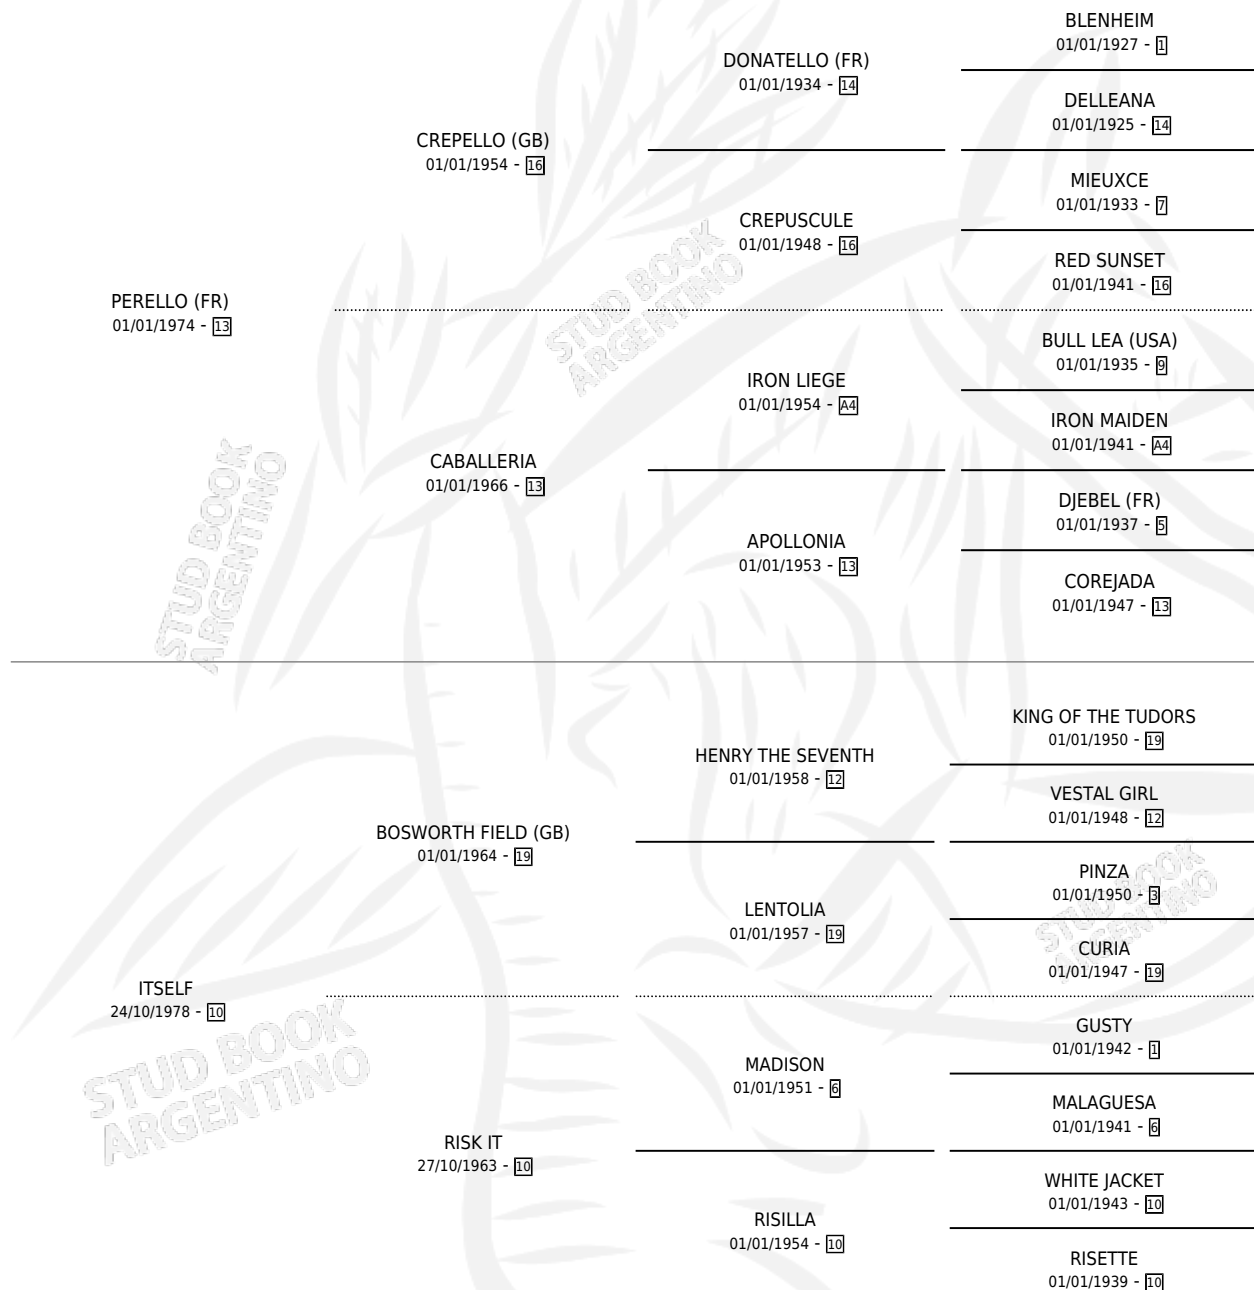 BLENHEIM
01/01/1927 - 1
DONATELLO (FR)
01/01/1934 - 14
DELLEANA
01/01/1925 - 14
CREPELLO (GB)
01/01/1954 - 16
MIEUXCE
01/01/1933 - 7
CREPUSCULE
01/01/1948 - 16
RED SUNSET
01/01/1941 - 16
PERELLO (FR)
01/01/1974 - 13
STUD BOOK
ARGENTINO
BULL LEA (USA)
01/01/1935 - 9
IRON LIEGE
01/01/1954 - A4
IRON MAIDEN
01/01/1941 - A4
CABALLERIA
01/01/1966 - 13
DJEBEL (FR)
01/01/1937 - 5
APOLLONIA
01/01/1953 - 13
COREJADA
01/01/1947 - 13
STUD BOOK
ARGENTINO
KING OF THE TUDORS
01/01/1950 - 19
HENRY THE SEVENTH
01/01/1958 - 12
VESTAL GIRL
01/01/1948 - 12
BOSWORTH FIELD (GB)
01/01/1964 - 19
PINZA
01/01/1950 - 3
LENTOLIA
01/01/1957 - 19
CURIA
01/01/1947 - 19
STUD BOOK
ARGENTINO
ITSELF
24/10/1978 - 10
GUSTY
01/01/1942 - 1
MADISON
01/01/1951 - 6
MALAGUESA
01/01/1941 - 6
STUD BOOK
ARGENTINO
RISK IT
27/10/1963 - 10
WHITE JACKET
01/01/1943 - 10
RISILLA
01/01/1954 - 10
RISETTE
01/01/1939 - 10